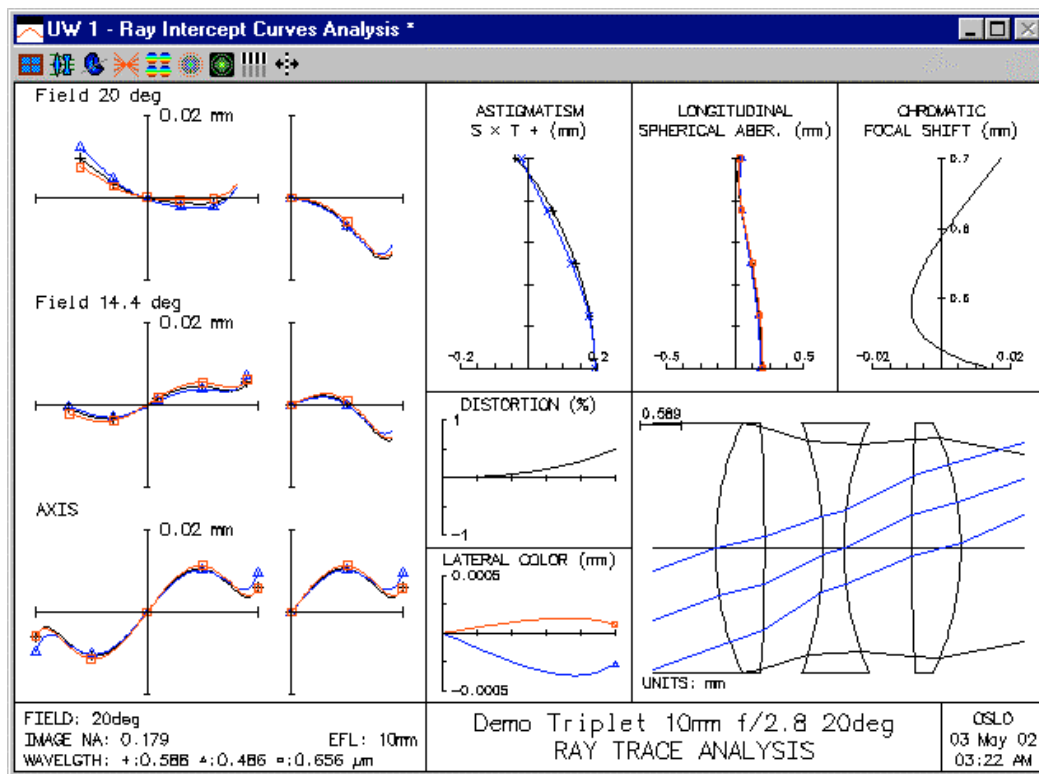 UW 1 - Ray Intercept Curves Analysis *
Field 20 deg
0.02 mm
Field 14.4 deg
0.02 mm
AXIS
0.02 mm
ASTIGMATISM
S × T + (mm)
-0.2
0.2
LONGITUDINAL
SPHERICAL ABER. (mm)
-0.5
0.5
CHROMATIC
FOCAL SHIFT (mm)
0.7
0.6
0.5
-0.02
0.02
DISTORTION (%)
1
-1
LATERAL COLOR (mm)
0.0005
-0.0005
0.589
UNITS: mm
FIELD: 20deg
IMAGE NA: 0.179 EFL: 10mm
WAVELGTH: +:0.588 ▵:0.486 ▫:0.656 µm
Demo Triplet 10mm f/2.8 20deg
RAY TRACE ANALYSIS
OSLO
03 May 02
03:22 AM